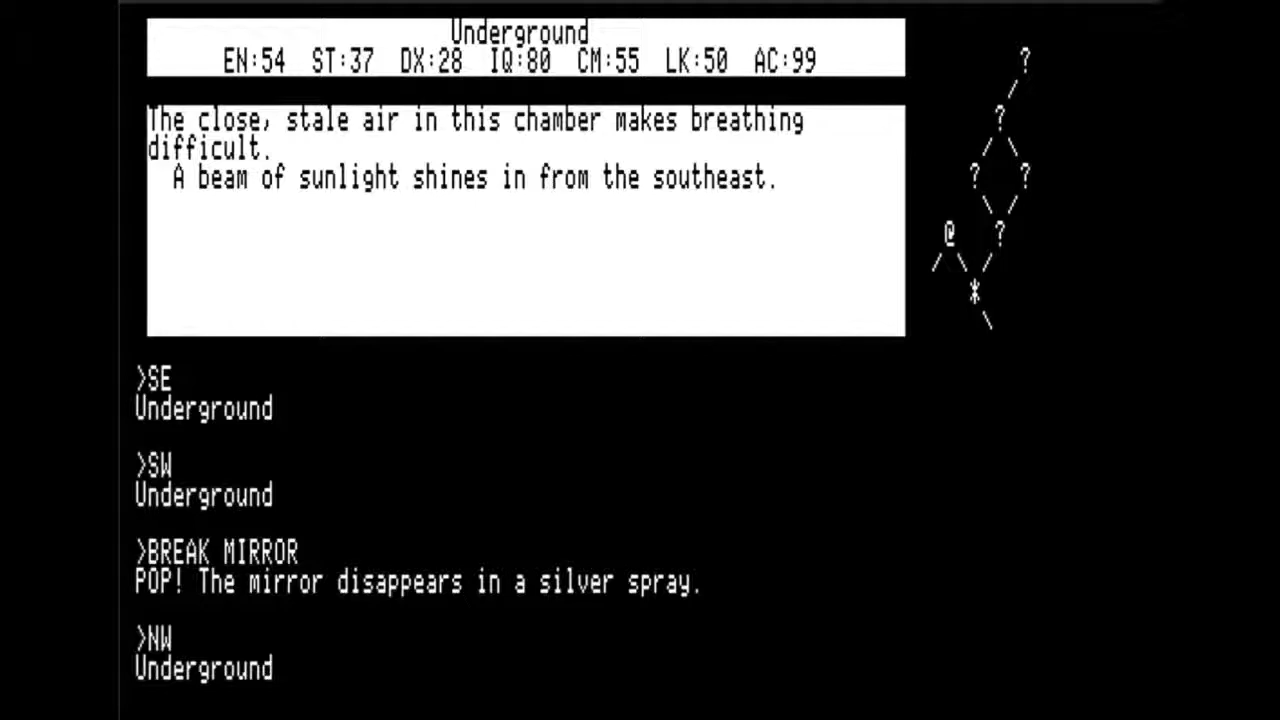 Underground
EN:54 ST:37 DX:28 IQ:80 CM:55 LK:50 AC:99
The close, stale air in this chamber makes breathing
difficult.
A beam of sunlight shines in from the southeast.
?
/
?
/ \
? ?
\ /
@ ?
/ \ /
*
\
>SE
Underground
>SW
Underground
>BREAK MIRROR
POP! The mirror disappears in a silver spray.
>NW
Underground